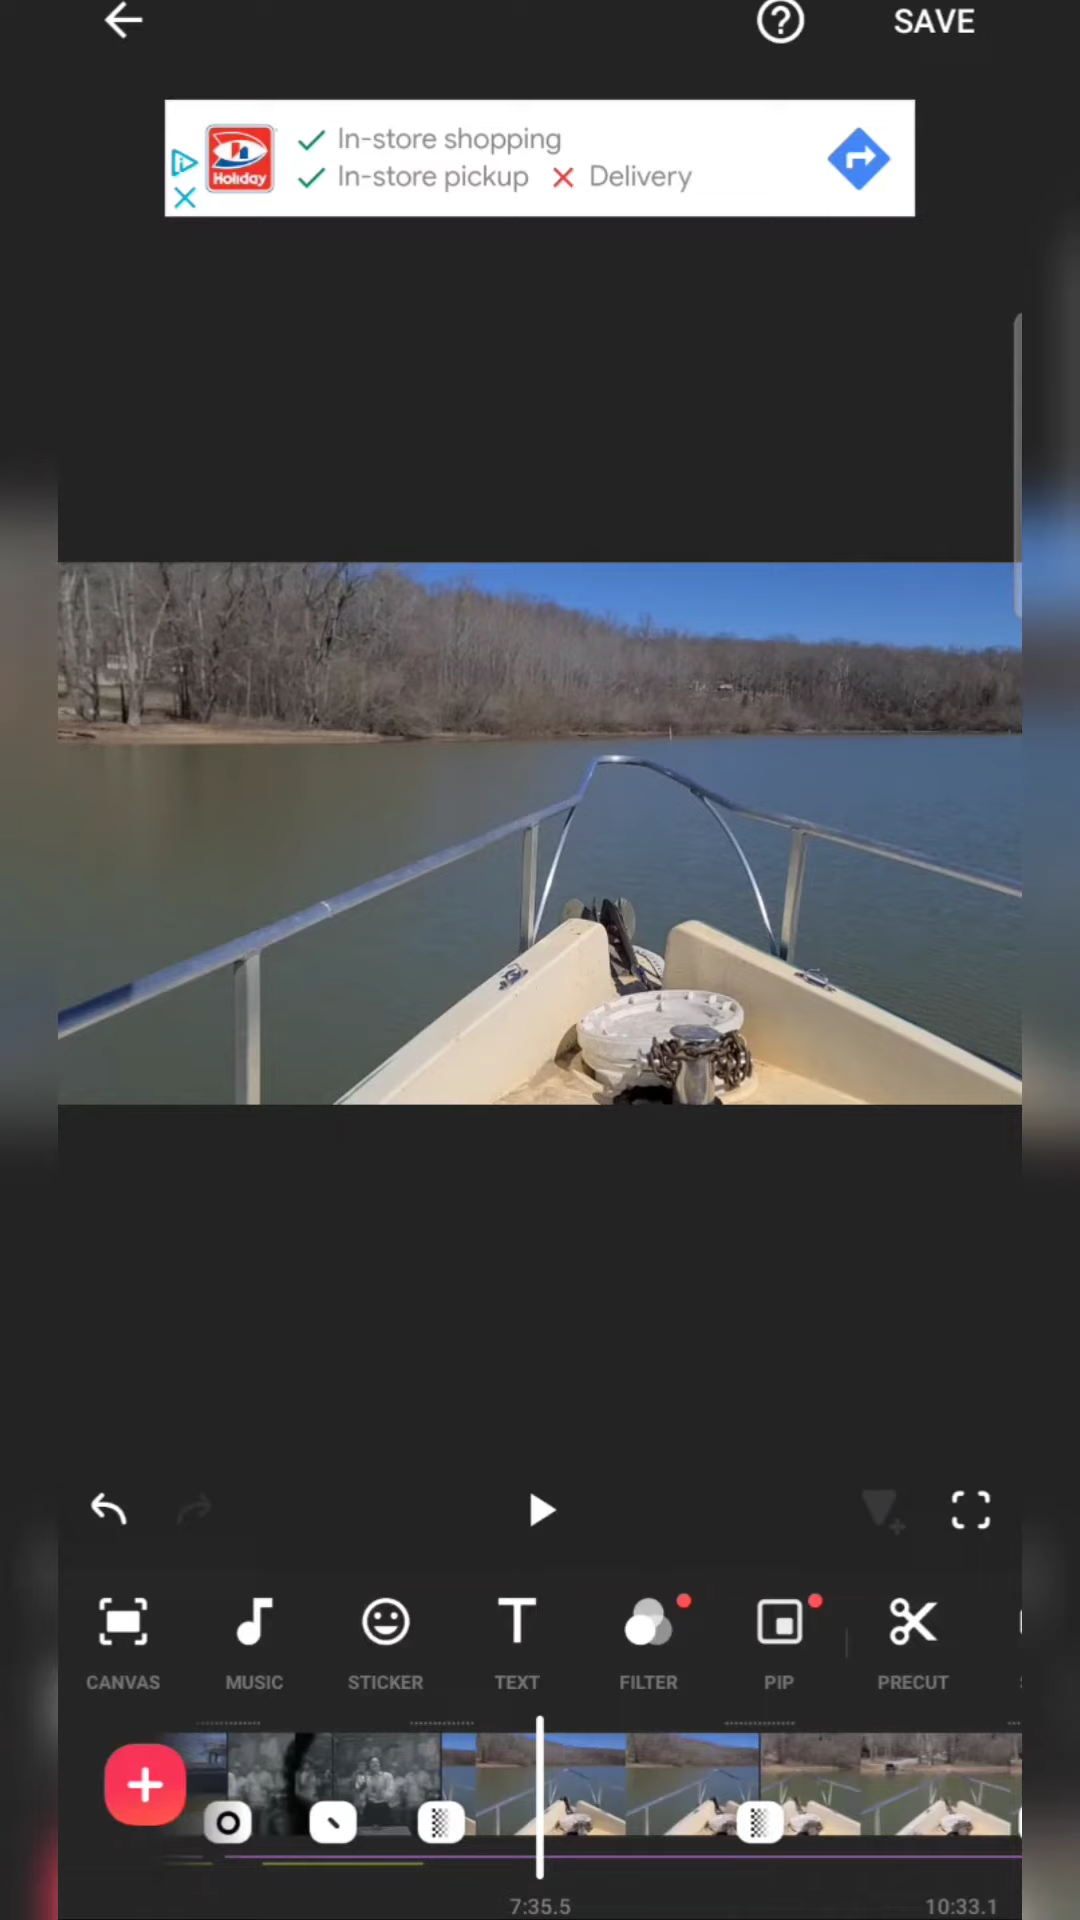 SAVE
In-store shopping
In-store pickup Delivery
Holiday
CANVAS MUSIC STICKER TEXT FILTER PIP PRECUT
7:35.5 10:33.1